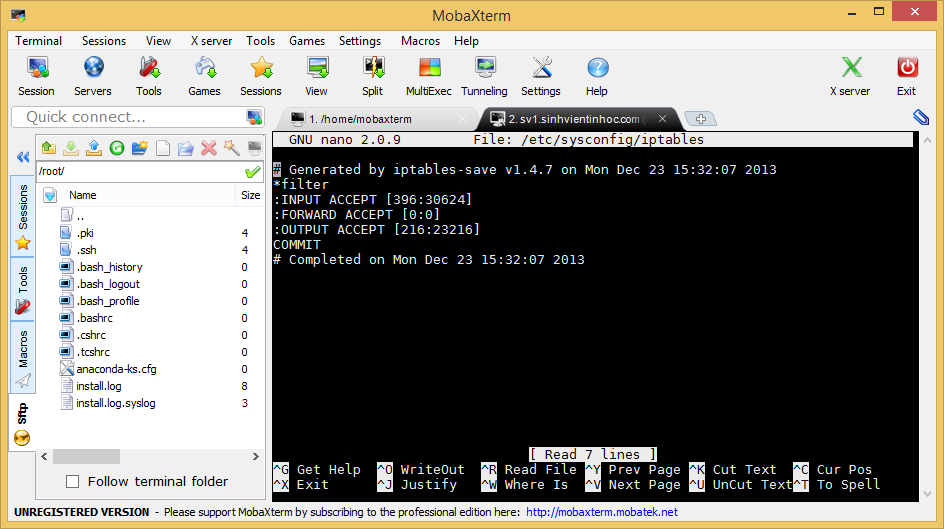 MobaXterm
Terminal Sessions View X server Tools Games Settings Macros Help
Session Servers Tools Games Sessions View Split MultiExec Tunneling Settings Help X server Exit
Quick connect...
1. /home/mobaxterm
2. sv1.sinhvientinhoc.com (
/root/
Name Size
..
.pki 4
.ssh 4
.bash_history 0
.bash_logout 0
.bash_profile 0
.bashrc 0
.cshrc 0
.tcshrc 0
anaconda-ks.cfg 0
install.log 8
install.log.syslog 3
Follow terminal folder
Sessions
Tools
Macros
Sftp
GNU nano 2.0.9 File: /etc/sysconfig/iptables
# Generated by iptables-save v1.4.7 on Mon Dec 23 15:32:07 2013
*filter
:INPUT ACCEPT [396:30624]
:FORWARD ACCEPT [0:0]
:OUTPUT ACCEPT [216:23216]
COMMIT
# Completed on Mon Dec 23 15:32:07 2013
[ Read 7 lines ]
^G Get Help ^O WriteOut ^R Read File ^Y Prev Page ^K Cut Text ^C Cur Pos
^X Exit ^J Justify ^W Where Is ^V Next Page ^U UnCut Text^T To Spell
UNREGISTERED VERSION - Please support MobaXterm by subscribing to the professional edition here: http://mobaxterm.mobatek.net